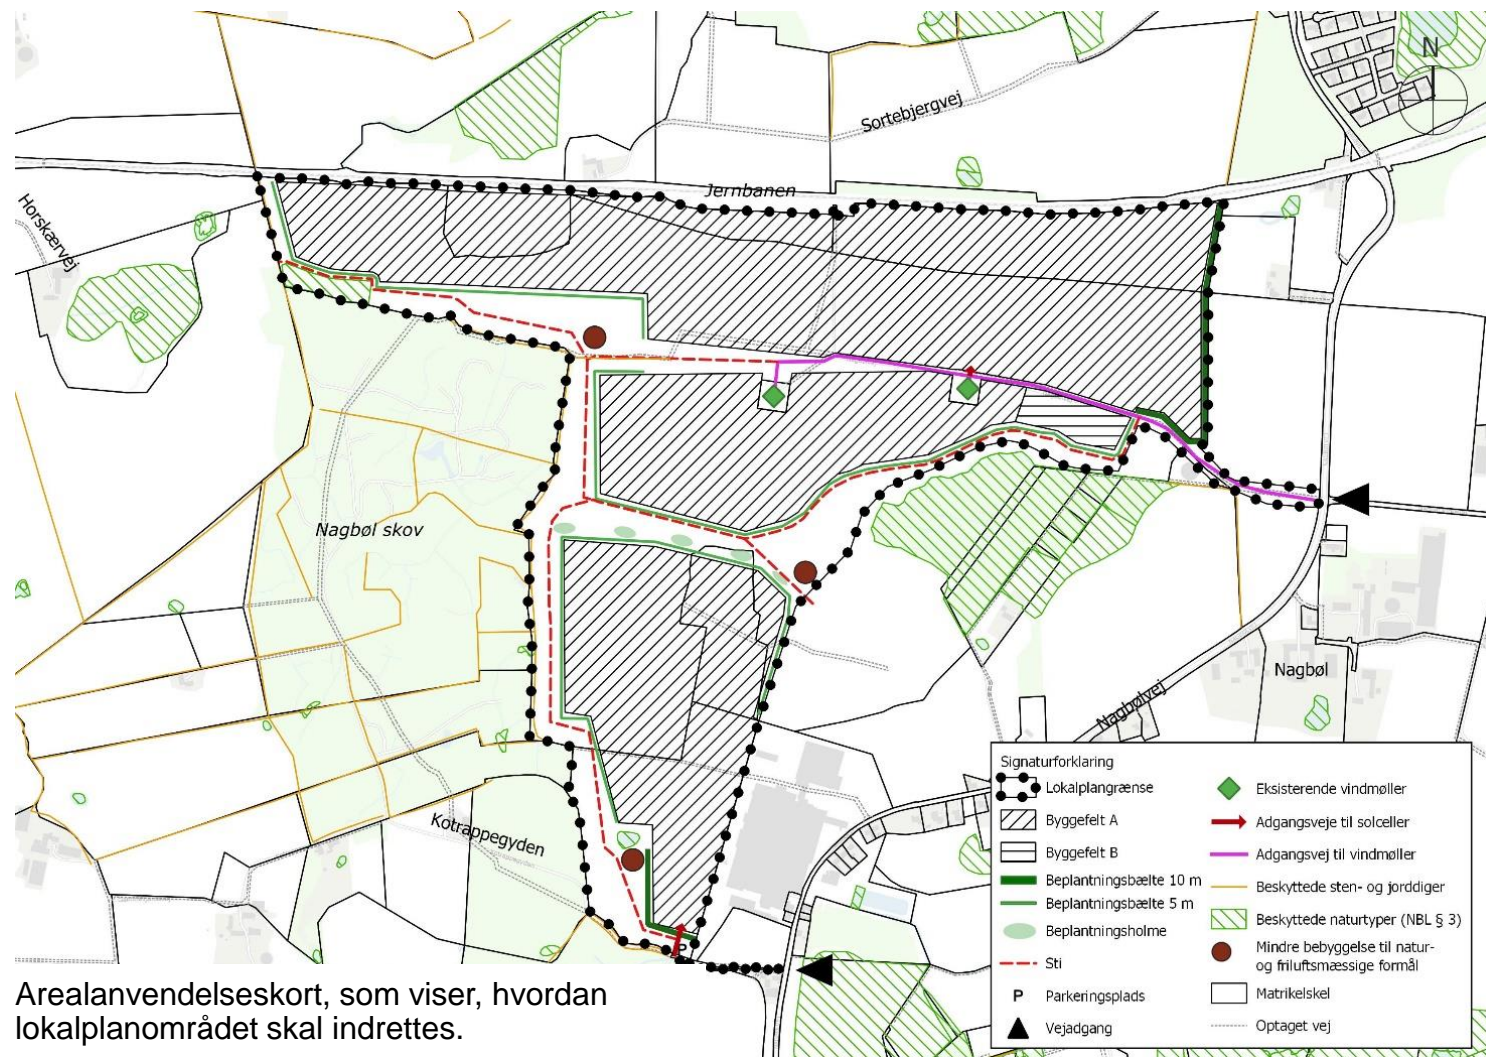 N
Sortebjergvej
Jernbanen
Horskærvej
Nagbøl skov
Nagbøl
Nagbølvej
Kotrappegyden
P
Signaturforklaring
Lokalplangrænse
Byggefelt A
Byggefelt B
Beplantningsbælte 10 m
Beplantningsbælte 5 m
Beplantningsholme
Sti
P Parkeringsplads
Vejadgang
Eksisterende vindmøller
Adgangsveje til solceller
Adgangsvej til vindmøller
Beskyttede sten- og jorddiger
Beskyttede naturtyper (NBL § 3)
Mindre bebyggelse til natur-
og friluftsmæssige formål
Matrikelskel
Optaget vej
Arealanvendelseskort, som viser, hvordan
lokalplanområdet skal indrettes.